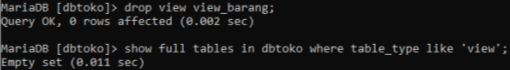 MariaDB [dbtoko]> drop view view_barang;
Query OK, 0 rows affected (0.002 sec)
MariaDB [dbtoko]> show full tables in dbtoko where table_type like 'view';
Empty set (0.011 sec)